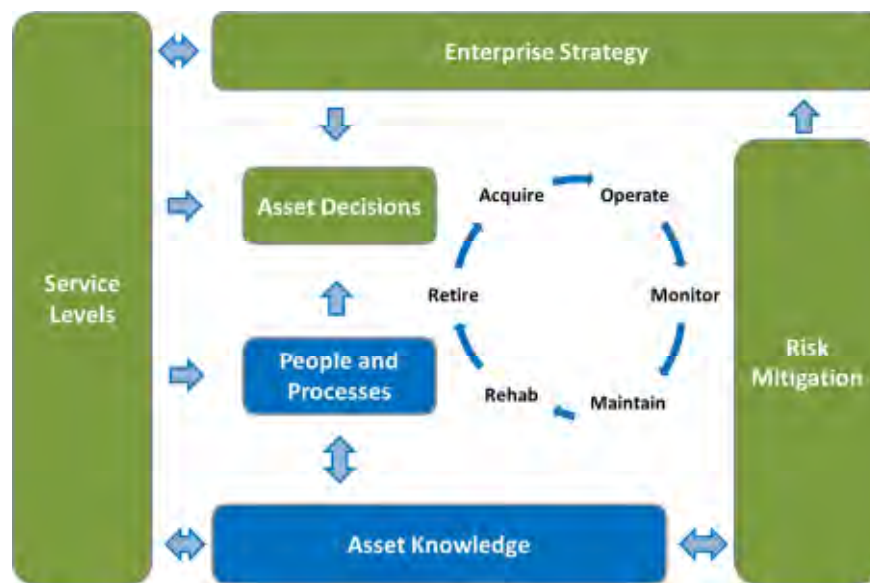 Enterprise Strategy
Service
Levels
Asset Decisions
Acquire
Operate
Retire
Monitor
People and
Processes
Rehab
Maintain
Risk
Mitigation
Asset Knowledge